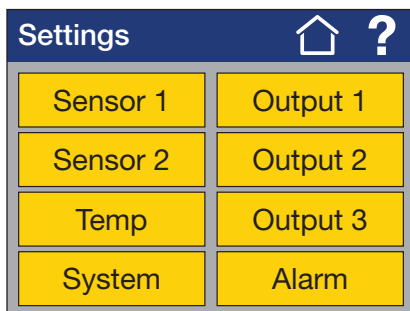 Settings ?
Sensor 1 Output 1
Sensor 2 Output 2
Temp Output 3
System Alarm